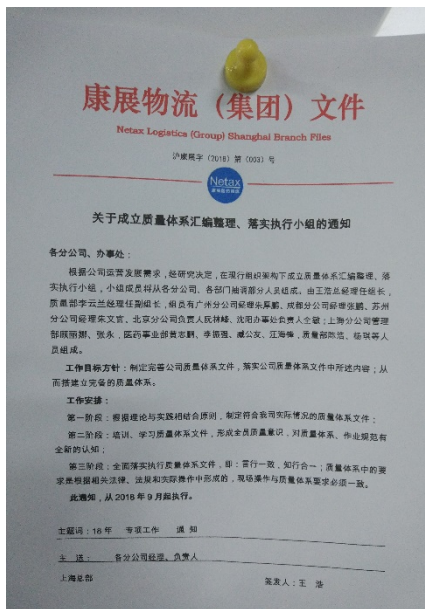 康展物流（集团）文件
Netax Logistics (Group) Shanghai Branch Files
沪康展字（2018）第（003）号
Netax
关于成立质量体系汇编整理、落实执行小组的通知
各分公司、办事处：
根据公司运营发展需求，经研究决定，在现行组织架构下成立质量体系汇编整理、落
实执行小组，小组成员将从各分公司、各部门抽调部分人员组成。由王浩总经理任组长，
质量部李云兰经理任副组长，组员有广州分公司经理朱厚鹏、成都分公司经理张鹏、苏州
分公司经理朱文官、北京分公司负责人民林峰、沈阳办事处负责人仝敏；上海分公司管理
部顾丽娜、张永，医药事业部黄志鹏、李振强、臧公友、江海锋，质量部陈洁、杨琪等人
员组成。
工作目标方针：制定完善公司质量体系文件，落实公司质量体系文件中所述内容；从
而搭建立完备的质量体系。
工作安排：
第一阶段：根据理论与实践相结合原则，制定符合我司实际情况的质量体系文件；
第二阶段：培训、学习质量体系文件，形成全员质量意识，对质量体系、作业规范有
全新的认知；
第三阶段：全面落实执行质量体系文件，即：言行一致，知行合一；质量体系中的要
求是根据相关法律、法规和实际操作中形成的，现场操作与质量体系要求必须一致。
此通知，从2018年9月起执行。
主题词：18年 专项工作 通 知
主 送： 各分公司经理、负责人
上海总部 签发人：王 浩